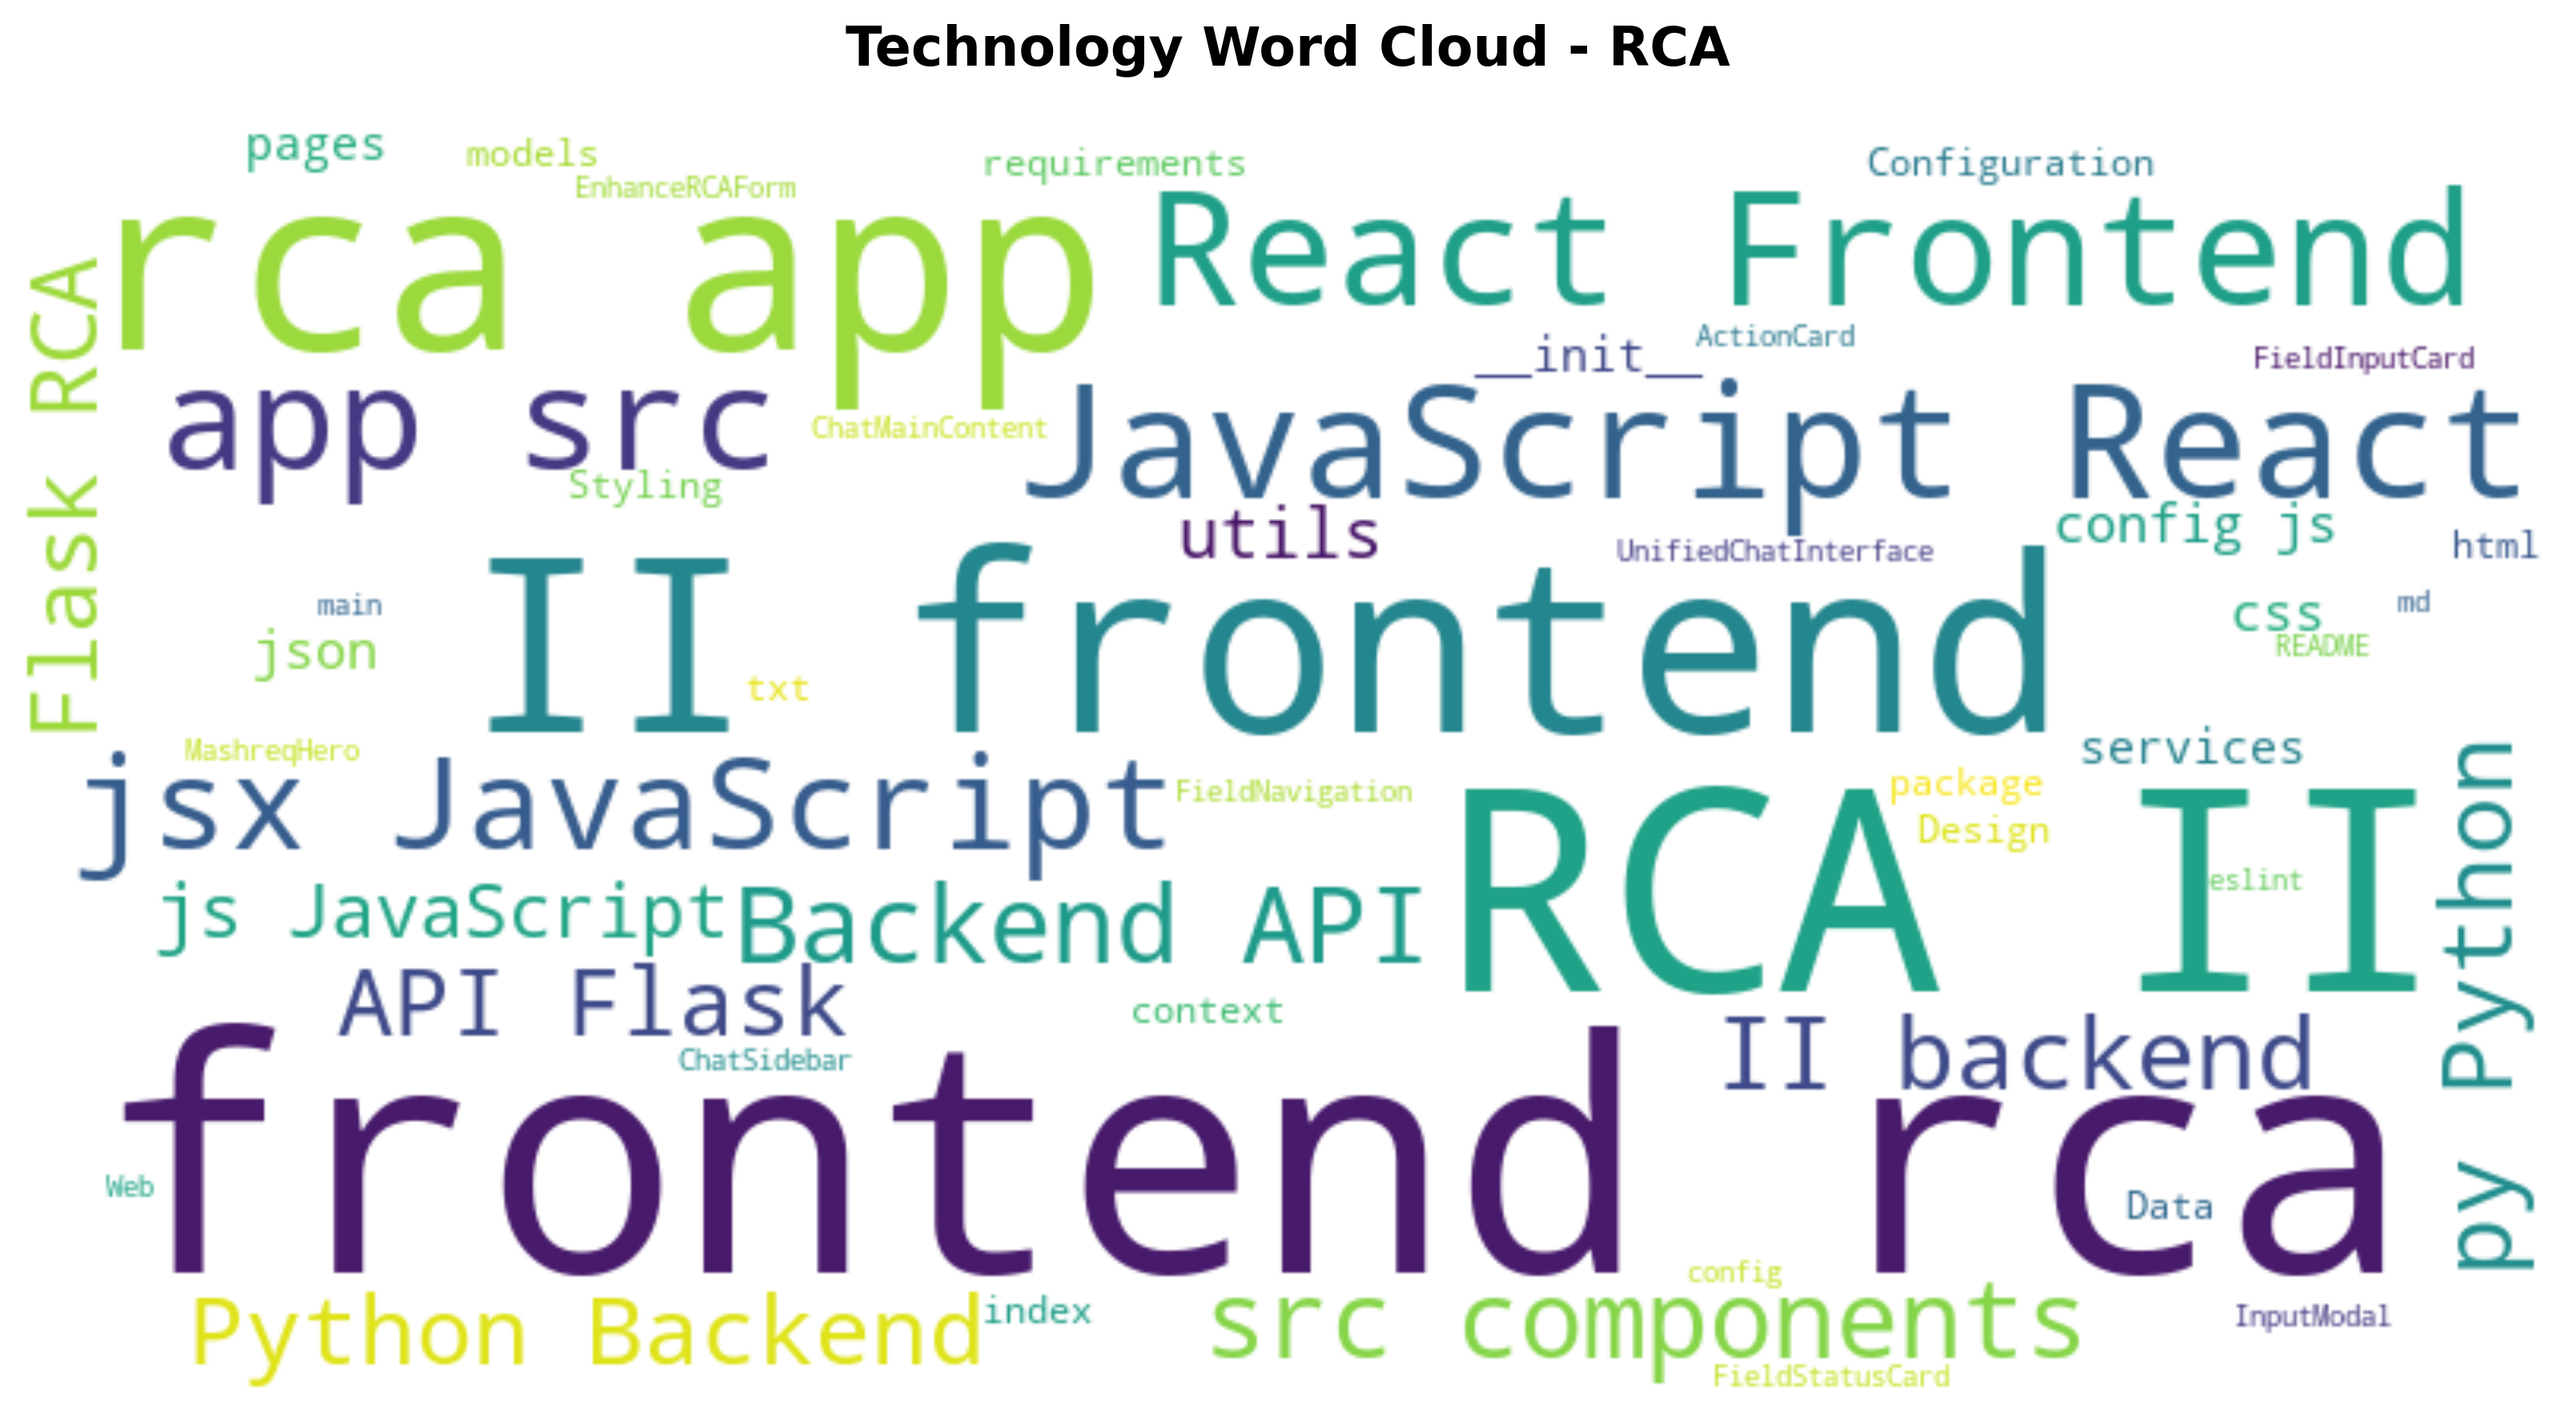 Technology Word Cloud - RCA
pages
models
requirements
Configuration
EnhanceRCAForm
rca app
React Frontend
Flask RCA
ActionCard
__init__
FieldInputCard
app src
ChatMainContent
JavaScript React
Styling
utils
config js
UnifiedChatInterface
html
II frontend
main
md
css
json
README
txt
MashreqHero
services
jsx JavaScript
FieldNavigation
package
RCA II
Design
py Python
eslint
js JavaScript
Backend API
API Flask
context
II backend
ChatSidebar
frontend rca
Web
Data
config
Python Backend
index
src components
InputModal
FieldStatusCard